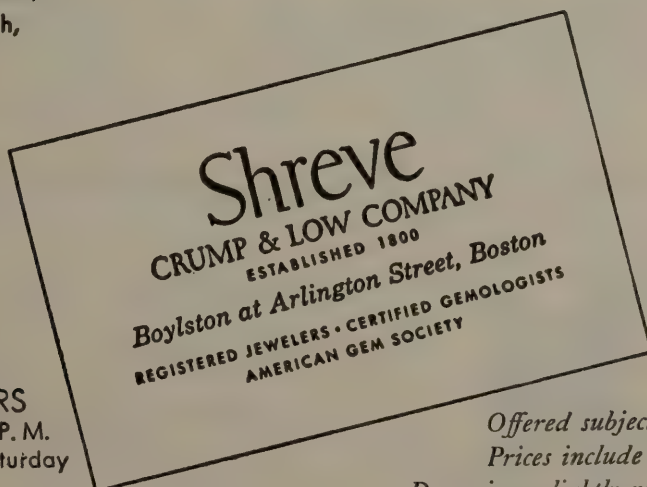 h,
Shreve
CRUMP & LOW COMPANY
ESTABLISHED 1800
Boylston at Arlington Street, Boston
REGISTERED JEWELERS • CERTIFIED GEMOLOGISTS
AMERICAN GEM SOCIETY
RS
P. M.
turday
Offered subjec
Prices include